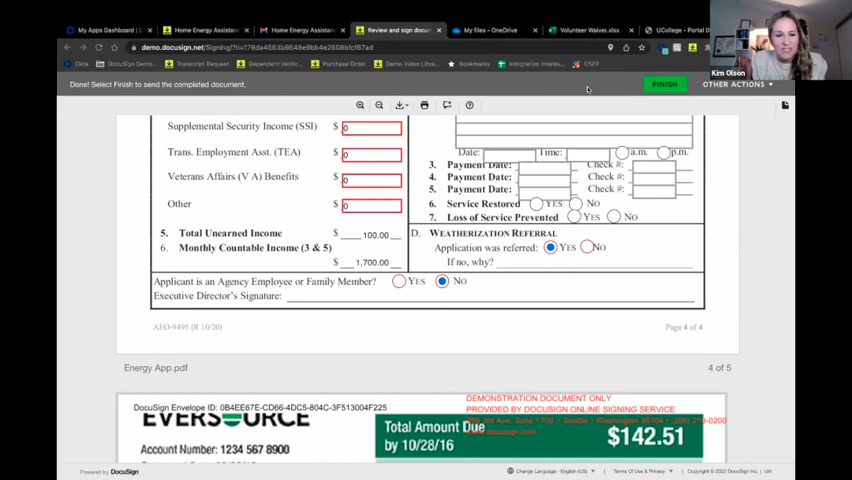 My Apps Dashboard | D
Home Energy Assistan
Home Energy Assistan
Review and sign docum
My files - OneDrive
Volunteer Waiver.xlsx
UCollege - Portal D
Kim Olson
Okta
DocuSign Demo
Transcript Request
Dependent Verific
Purchase Order
Demo Video Libra
Bookmarks
Integration Interes
CSFP
Done! Select Finish to send the completed document.
FINISH
OTHER ACTIONS
Supplemental Security Income (SSI) $ 0
Trans. Employment Asst. (TEA) $ 0
Veterans Affairs (V A) Benefits $ 0
Other $ 0
5. Total Unearned Income $ 100.00
6. Monthly Countable Income (3 & 5)
$ 1,700.00
Date: Time: a.m. p.m.
3. Payment Date: Check #:
4. Payment Date: Check #:
5. Payment Date: Check #:
6. Service Restored YES NO
7. Loss of Service Prevented YES NO
D. WEATHERIZATION REFERRAL
Application was referred: YES NO
If no, why?
Applicant is an Agency Employee or Family Member? YES NO
Executive Director's Signature:
AEO-9495 (R 10/20)
Page 4 of 4
Energy App.pdf
4 of 5
DocuSign Envelope ID: 0B4EE67E-CD66-4DC5-804C-3F513004F225
DEMONSTRATION DOCUMENT ONLY
PROVIDED BY DOCUSIGN ONLINE SIGNING SERVICE
EVERSOURCE
Account Number: 1234 567 8900
Total Amount Due
by 10/28/16
$142.51
Powered by DocuSign
Change Language - English (US)
Terms Of Use & Privacy
Copyright © 2022 DocuSign Inc.